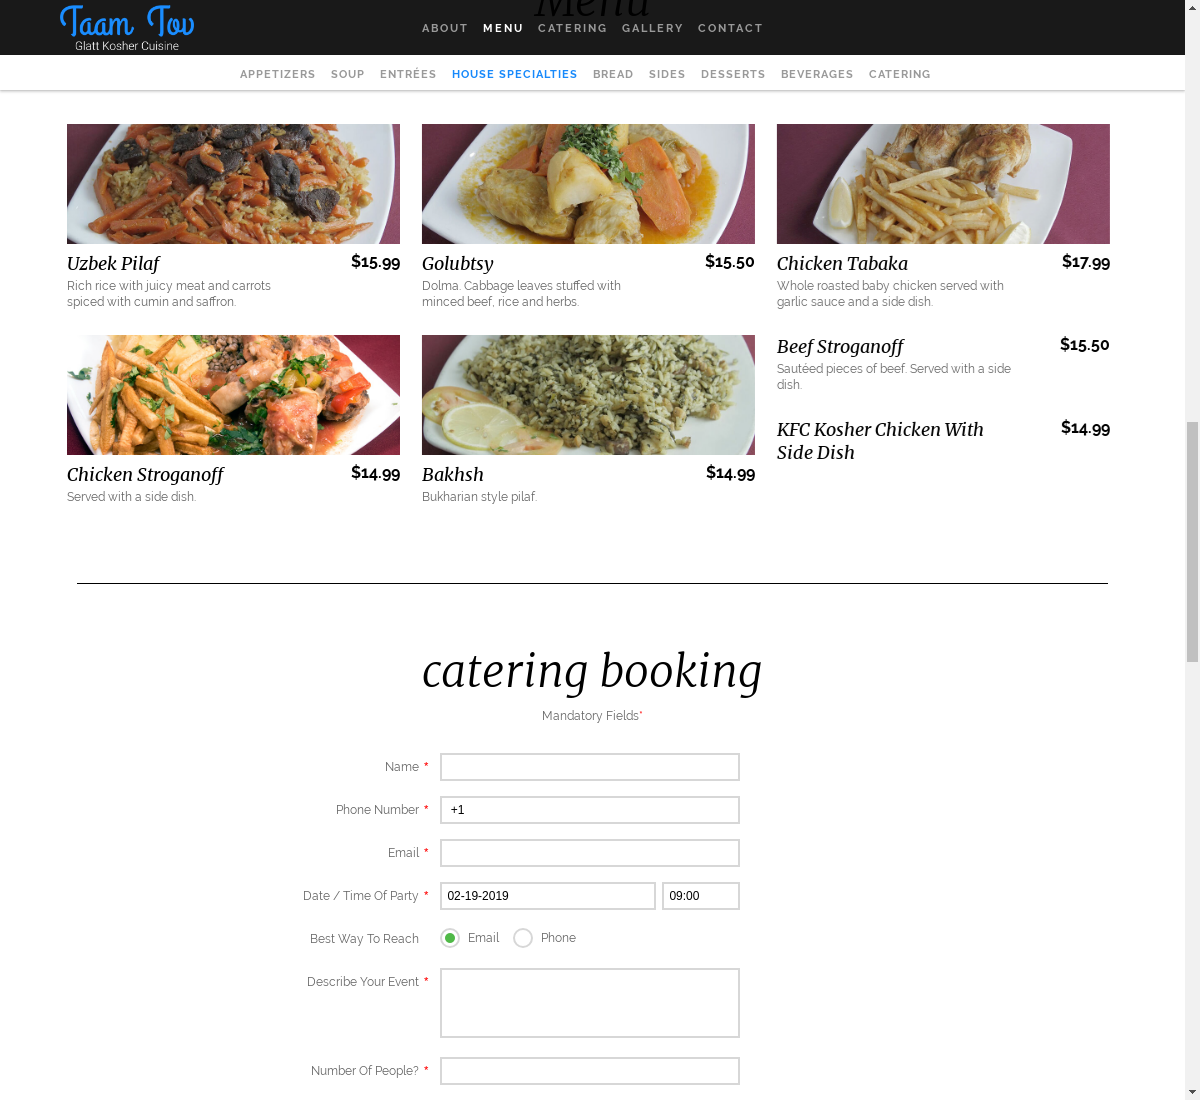 Menu
Taam Tov
Glatt Kosher Cuisine
ABOUT MENU CATERING GALLERY CONTACT
APPETIZERS SOUP ENTRÉES HOUSE SPECIALTIES BREAD SIDES DESSERTS BEVERAGES CATERING
Uzbek Pilaf $15.99
Rich rice with juicy meat and carrots
spiced with cumin and saffron.
Golubtsy $15.50
Dolma. Cabbage leaves stuffed with
minced beef, rice and herbs.
Chicken Tabaka $17.99
Whole roasted baby chicken served with
garlic sauce and a side dish.
Chicken Stroganoff $14.99
Served with a side dish.
Bakhsh $14.99
Bukharian style pilaf.
Beef Stroganoff $15.50
Sautéed pieces of beef. Served with a side
dish.
KFC Kosher Chicken With $14.99
Side Dish
catering booking
Mandatory Fields*
Name *
Phone Number * +1
Email *
Date / Time Of Party * 02-19-2019 09:00
Best Way To Reach Email Phone
Describe Your Event *
Number Of People? *